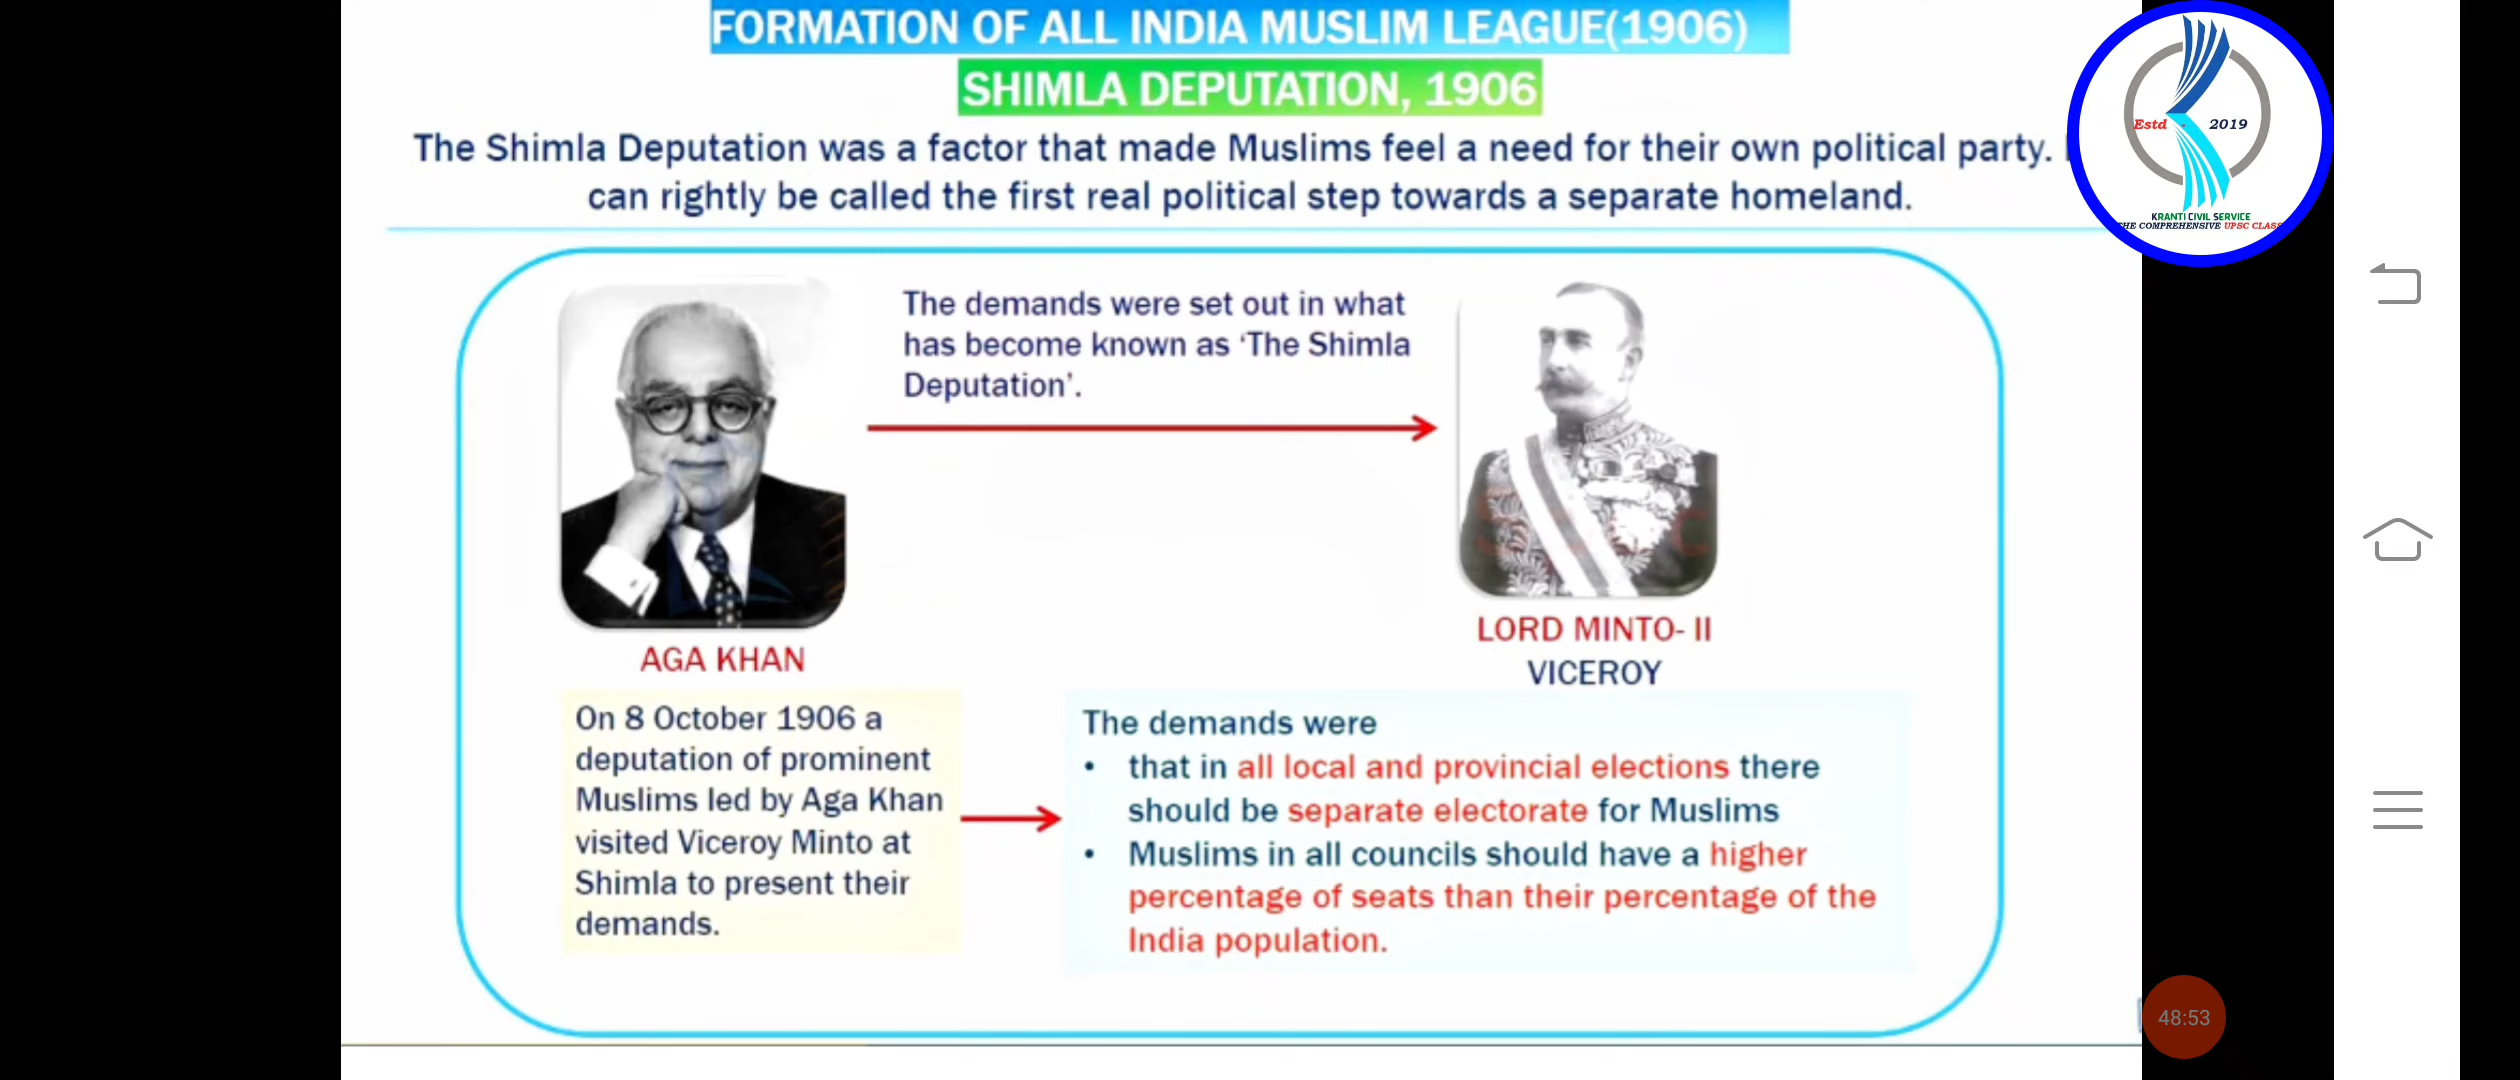 FORMATION OF ALL INDIA MUSLIM LEAGUE(1906)
SHIMLA DEPUTATION, 1906
The Shimla Deputation was a factor that made Muslims feel a need for their own political party.
can rightly be called the first real political step towards a separate homeland.
Estd - 2019
KRANTI CIVIL SERVICE
THE COMPREHENSIVE UPSC CLASS
The demands were set out in what
has become known as ‘The Shimla
Deputation’.
AGA KHAN
LORD MINTO- II
VICEROY
On 8 October 1906 a
deputation of prominent
Muslims led by Aga Khan
visited Viceroy Minto at
Shimla to present their
demands.
The demands were
• that in all local and provincial elections there
should be separate electorate for Muslims
• Muslims in all councils should have a higher
percentage of seats than their percentage of the
India population.
48:53